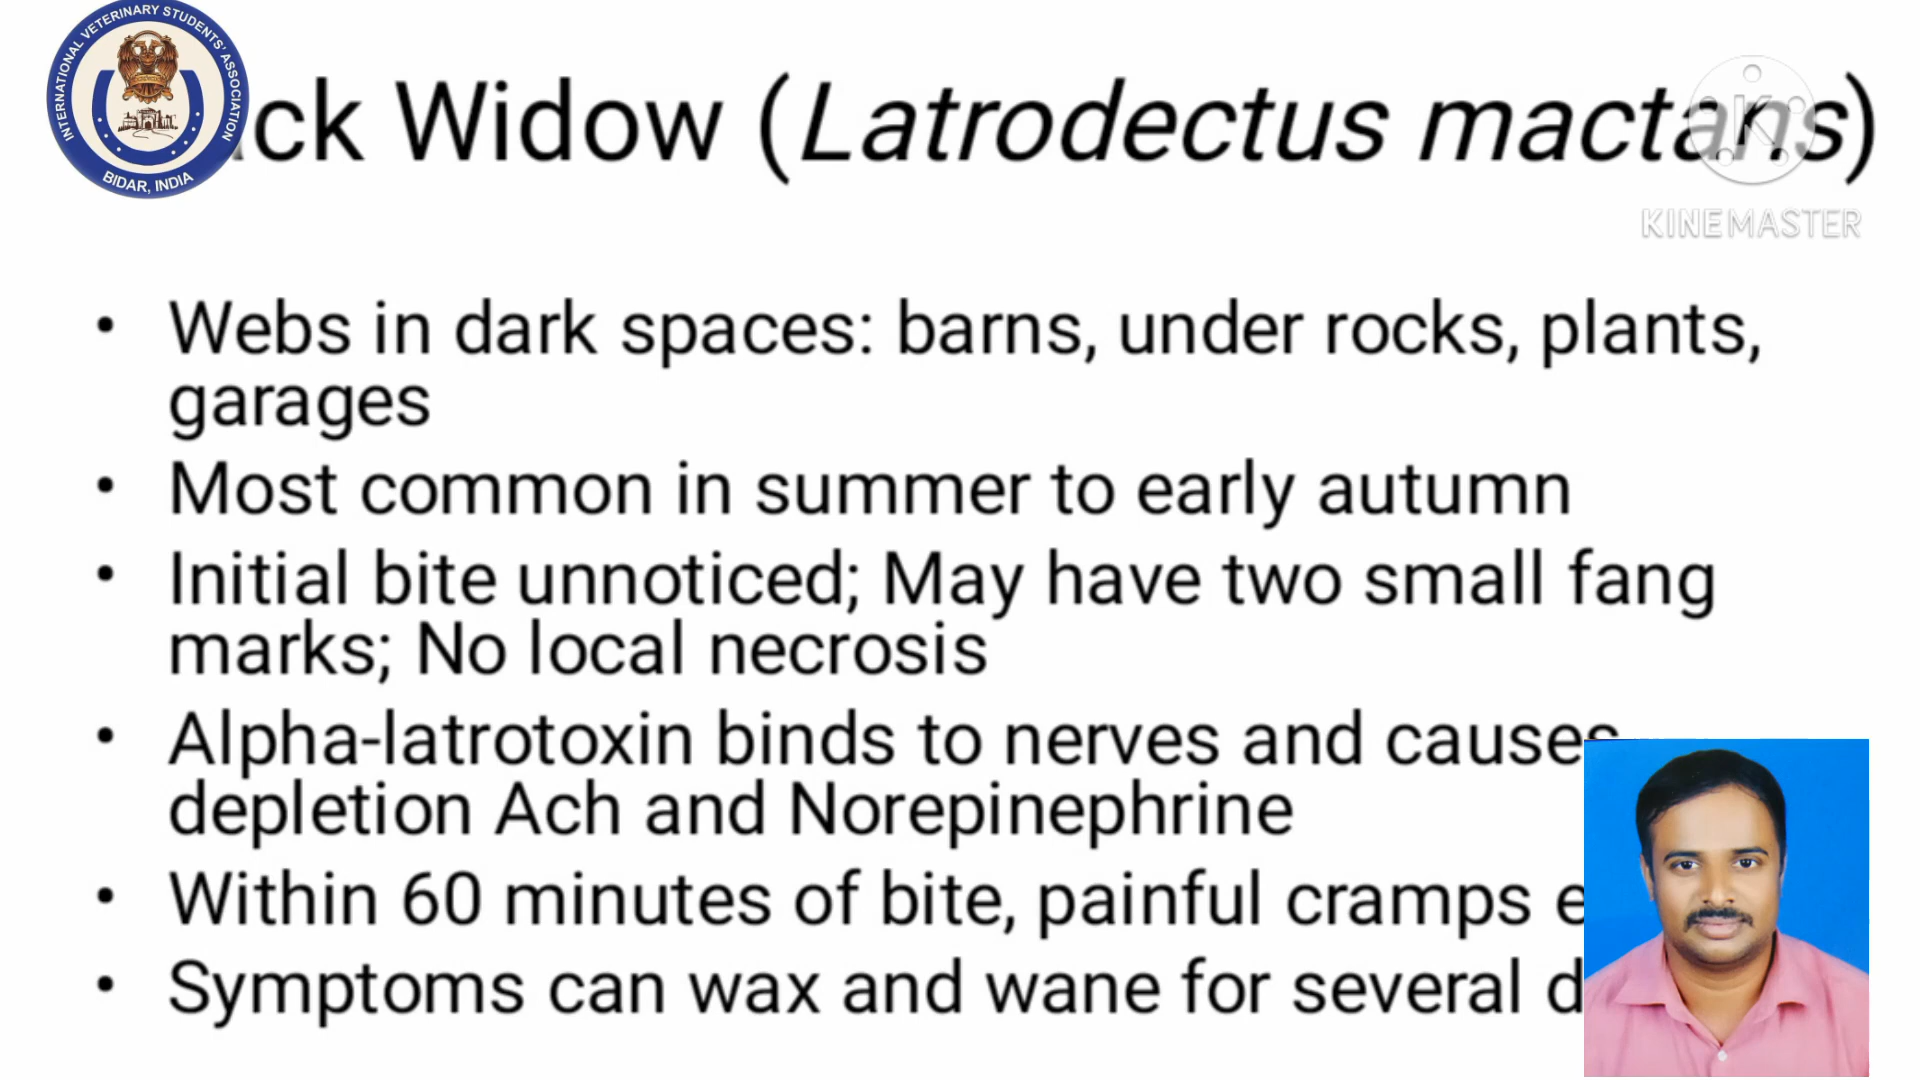 INTERNATIONAL VETERINARY STUDENTS' ASSOCIATION
BIDAR, INDIA
ck Widow (Latrodectus mactans)
K
KINEMASTER
• Webs in dark spaces: barns, under rocks, plants,
garages
• Most common in summer to early autumn
• Initial bite unnoticed; May have two small fang
marks; No local necrosis
• Alpha-latrotoxin binds to nerves and causes
depletion Ach and Norepinephrine
• Within 60 minutes of bite, painful cramps
• Symptoms can wax and wane for several